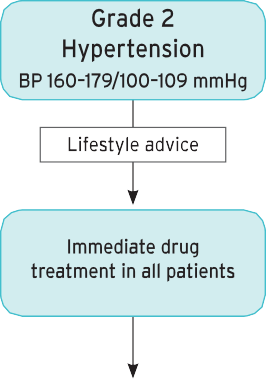 Grade 2
Hypertension
BP 160–179/100–109 mmHg
Lifestyle advice
Immediate drug
treatment in all patients